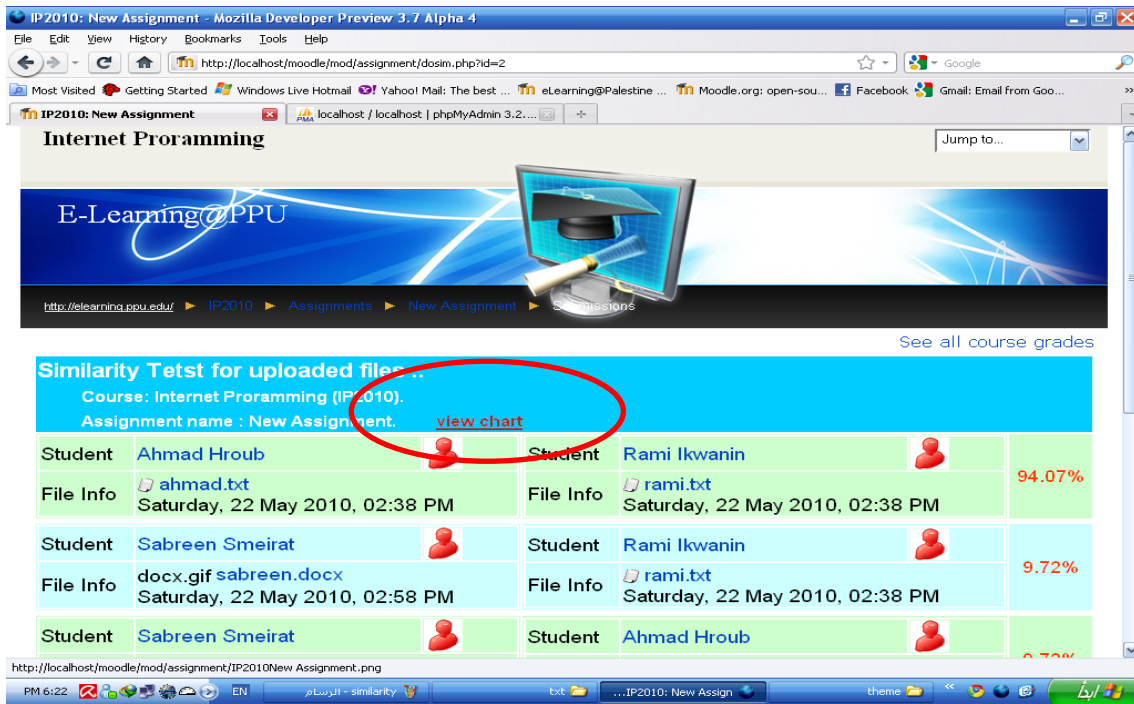 IP2010: New Assignment - Mozilla Developer Preview 3.7 Alpha 4
File Edit View History Bookmarks Tools Help
http://localhost/moodle/mod/assignment/dosim.php?id=2
Google
Most Visited Getting Started Windows Live Hotmail Yahoo! Mail: The best ... eLearning@Palestine ... Moodle.org: open-sou... Facebook Gmail: Email from Goo...
IP2010: New Assignment localhost / localhost | phpMyAdmin 3.2....
Internet Proramming
Jump to...
E-Learning@PPU
http://elearning.ppu.edu/ ► IP2010 ► Assignments ► New Assignment ► Submissions
See all course grades
Similarity Tetst for uploaded files ..
Course: Internet Proramming (IP2010).
Assignment name : New Assignment. view chart
Student Ahmad Hroub Student Rami Ikwanin 94.07%
File Info ahmad.txt File Info rami.txt
Saturday, 22 May 2010, 02:38 PM Saturday, 22 May 2010, 02:38 PM
Student Sabreen Smeirat Student Rami Ikwanin 9.72%
File Info docx.gif sabreen.docx File Info rami.txt
Saturday, 22 May 2010, 02:58 PM Saturday, 22 May 2010, 02:38 PM
Student Sabreen Smeirat Student Ahmad Hroub
http://localhost/moodle/mod/assignment/IP2010New Assignment.png
PM 6:22 EN similarity - الرسام txt ...IP2010: New Assign theme ابدأ